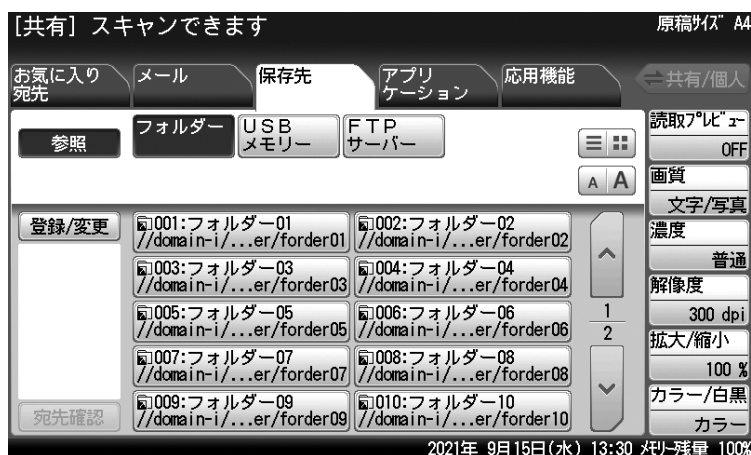 [共有] スキャンできます
原稿ｻｲｽﾞ A4
お気に入り
宛先
メール
保存先
アプリ
ケーション
応用機能
共有/個人
参照
フォルダー
USB
メモリー
FTP
サーバー
A A
読取ﾌﾟﾚﾋﾞｭｰ
OFF
画質
文字/写真
濃度
普通
解像度
300 dpi
拡大/縮小
100 %
カラー/白黒
カラー
登録/変更
001:フォルダー01
//domain-i/...er/forder01
002:フォルダー02
//domain-i/...er/forder02
003:フォルダー03
//domain-i/...er/forder03
004:フォルダー04
//domain-i/...er/forder04
005:フォルダー05
//domain-i/...er/forder05
006:フォルダー06
//domain-i/...er/forder06
007:フォルダー07
//domain-i/...er/forder07
008:フォルダー08
//domain-i/...er/forder08
009:フォルダー09
//domain-i/...er/forder09
010:フォルダー10
//domain-i/...er/forder10
1
2
宛先確認
2021年 9月15日(水) 13:30 ﾒﾓﾘｰ残量 100%